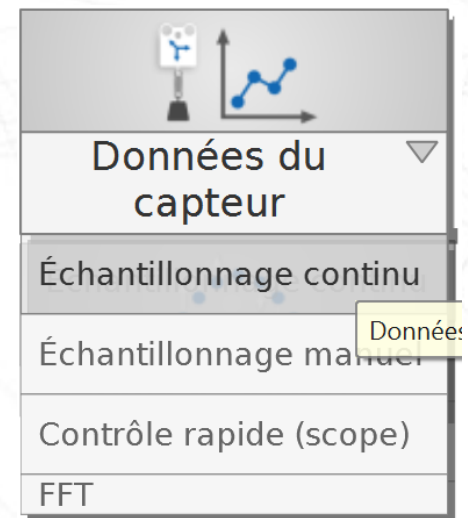 Données du
capteur
Échantillonnage continu
Données
Échantillonnage manuel
Contrôle rapide (scope)
FFT